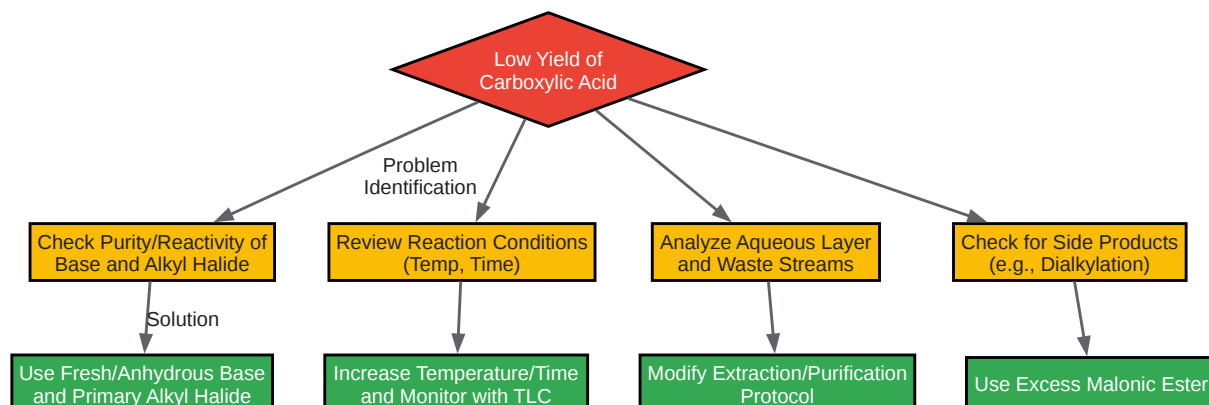 Low Yield of
Carboxylic Acid
Problem
Identification
Check Purity/Reactivity of
Base and Alkyl Halide
Review Reaction Conditions
(Temp, Time)
Analyze Aqueous Layer
and Waste Streams
Check for Side Products
(e.g., Dialkylation)
Solution
Use Fresh/Anhydrous Base
and Primary Alkyl Halide
Increase Temperature/Time
and Monitor with TLC
Modify Extraction/Purification
Protocol
Use Excess Malonic Ester